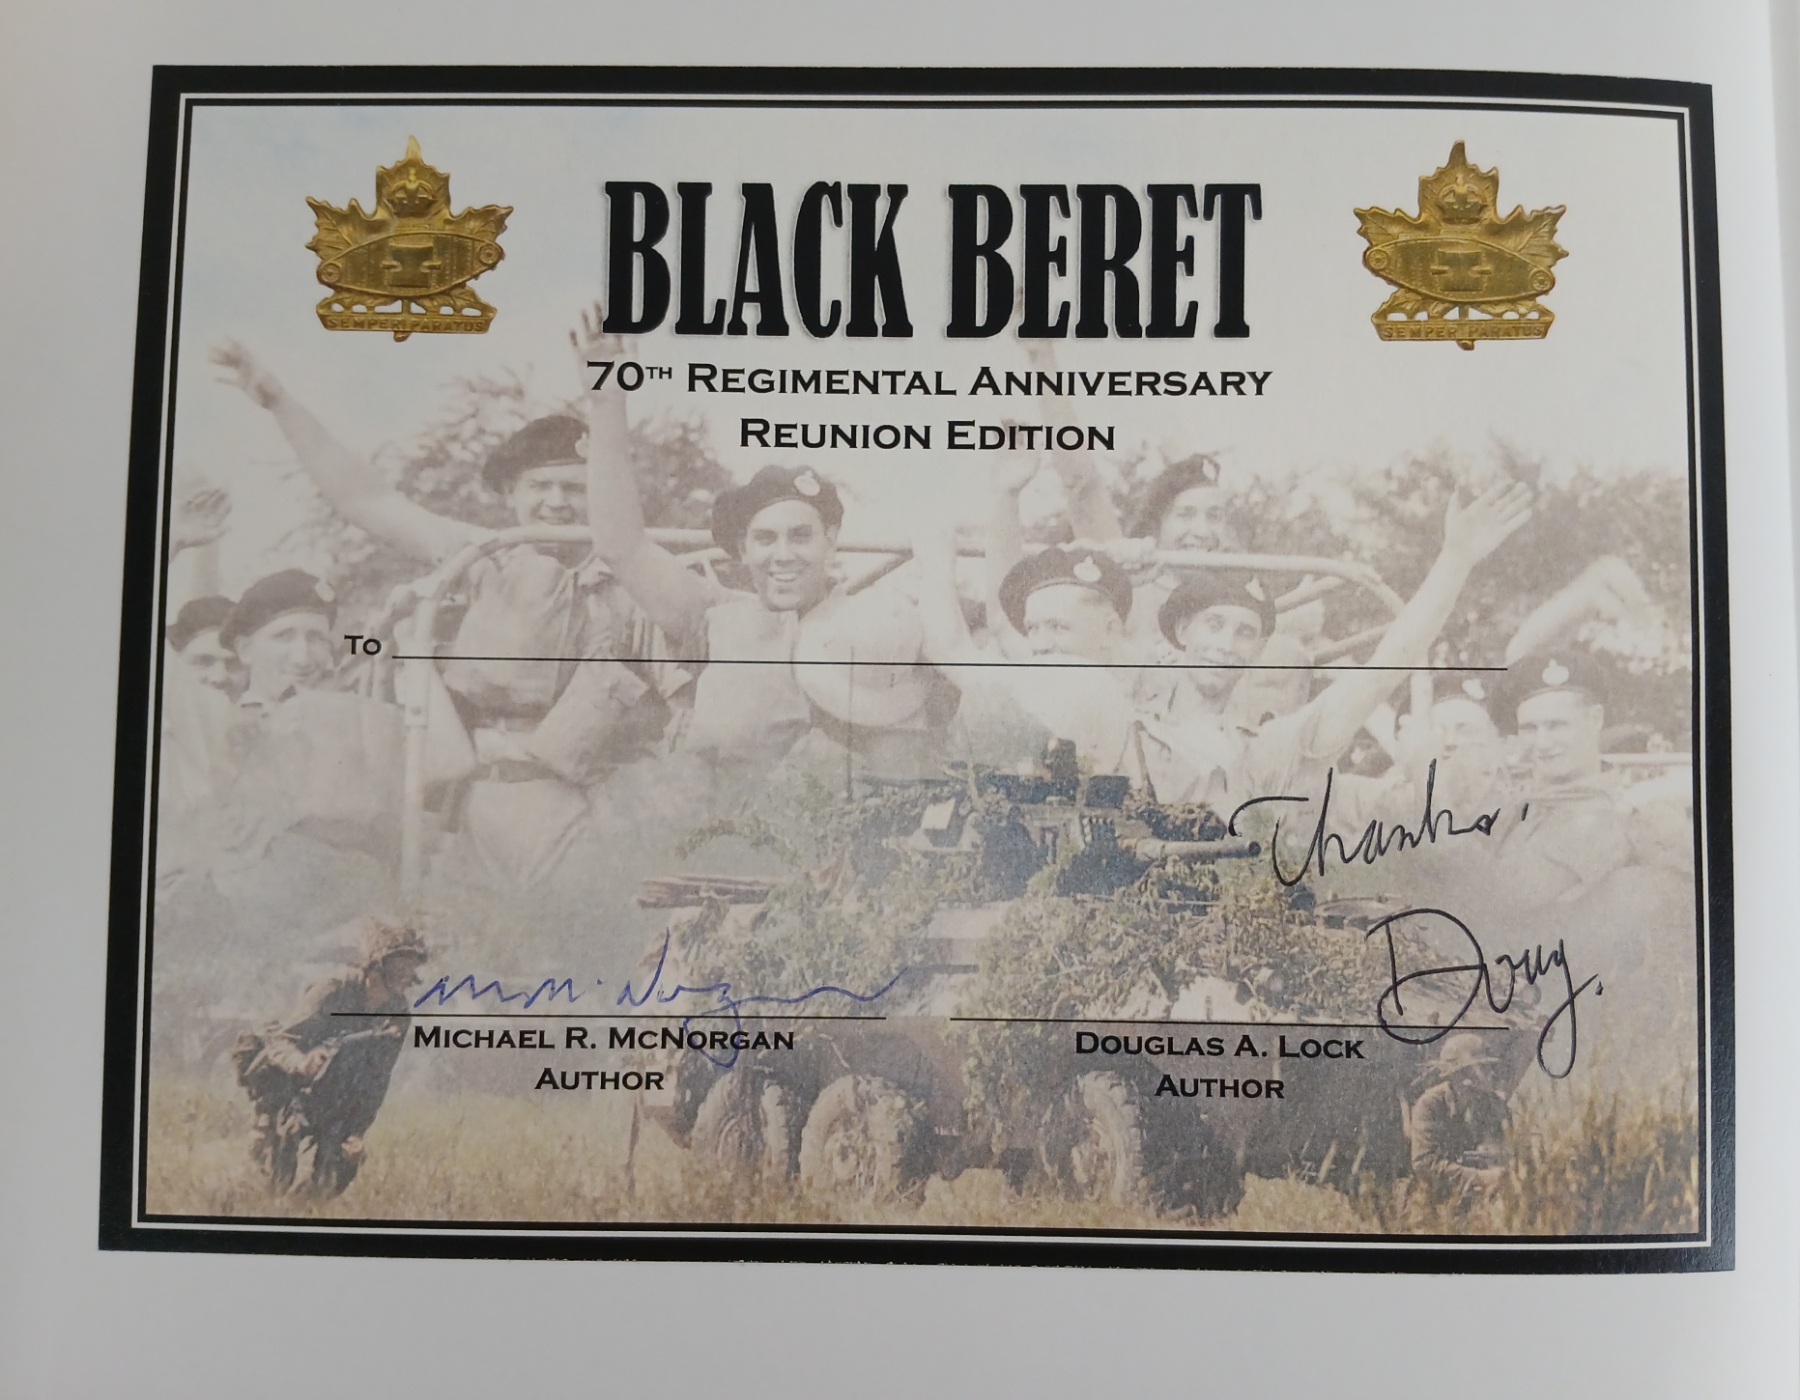 BLACK BERET
SEMPER PARATUS
SEMPER PARATUS
70TH REGIMENTAL ANNIVERSARY
REUNION EDITION
TO
Thanks.
Doug.
MICHAEL R. MCNORGAN
AUTHOR
DOUGLAS A. LOCK
AUTHOR